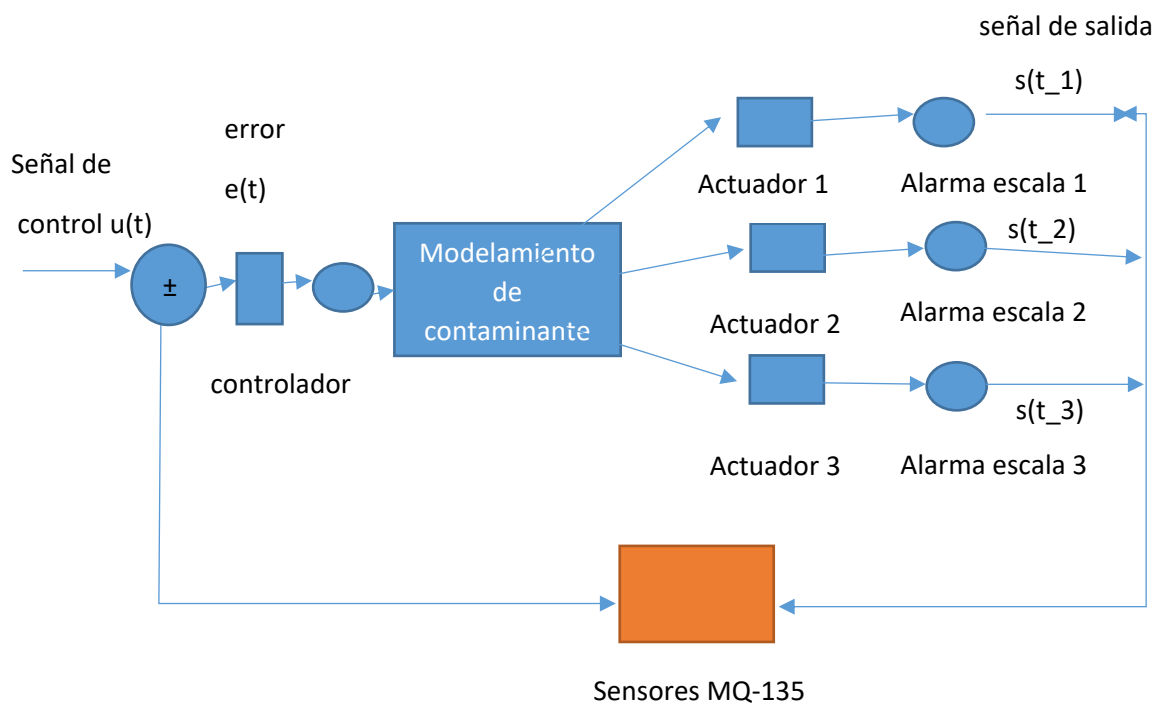 señal de salida
s(t_1)
error
e(t)
Señal de
control u(t)
±
controlador
Modelamiento
de
contaminante
Actuador 1
Alarma escala 1
s(t_2)
Actuador 2
Alarma escala 2
s(t_3)
Actuador 3
Alarma escala 3
Sensores MQ-135